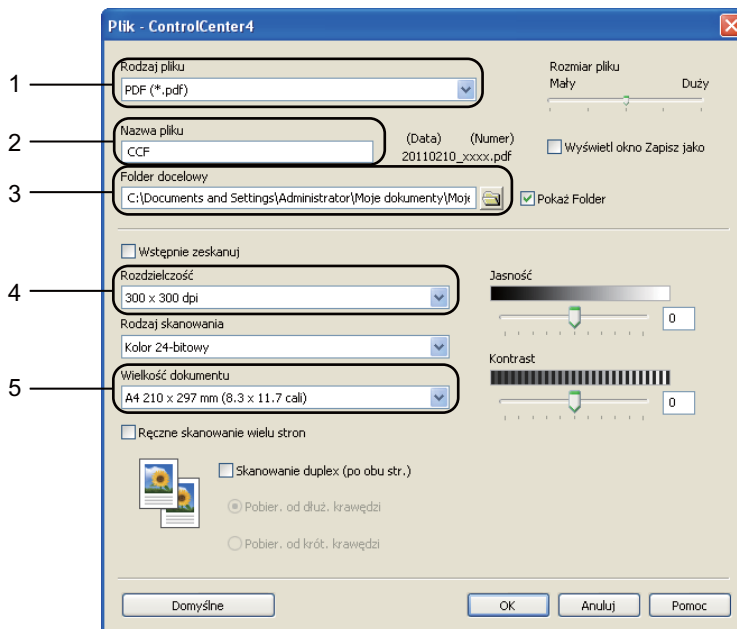 Plik - ControlCenter4
1
Rodzaj pliku
PDF (*.pdf)
Rozmiar pliku
Mały Duży
2
Nazwa pliku
CCF
(Data) (Numer)
20110210_xxxx.pdf
Wyświetl okno Zapisz jako
3
Folder docelowy
C:\Documents and Settings\Administrator\Moje dokumenty\Moje
Pokaż Folder
Wstępnie zeskanuj
4
Rozdzielczość
300 x 300 dpi
Jasność
0
Rodzaj skanowania
Kolor 24-bitowy
Kontrast
0
5
Wielkość dokumentu
A4 210 x 297 mm (8.3 x 11.7 cali)
Ręczne skanowanie wielu stron
Skanowanie duplex (po obu str.)
Pobier. od dłuż. krawędzi
Pobier. od krót. krawędzi
Domyślne OK Anuluj Pomoc